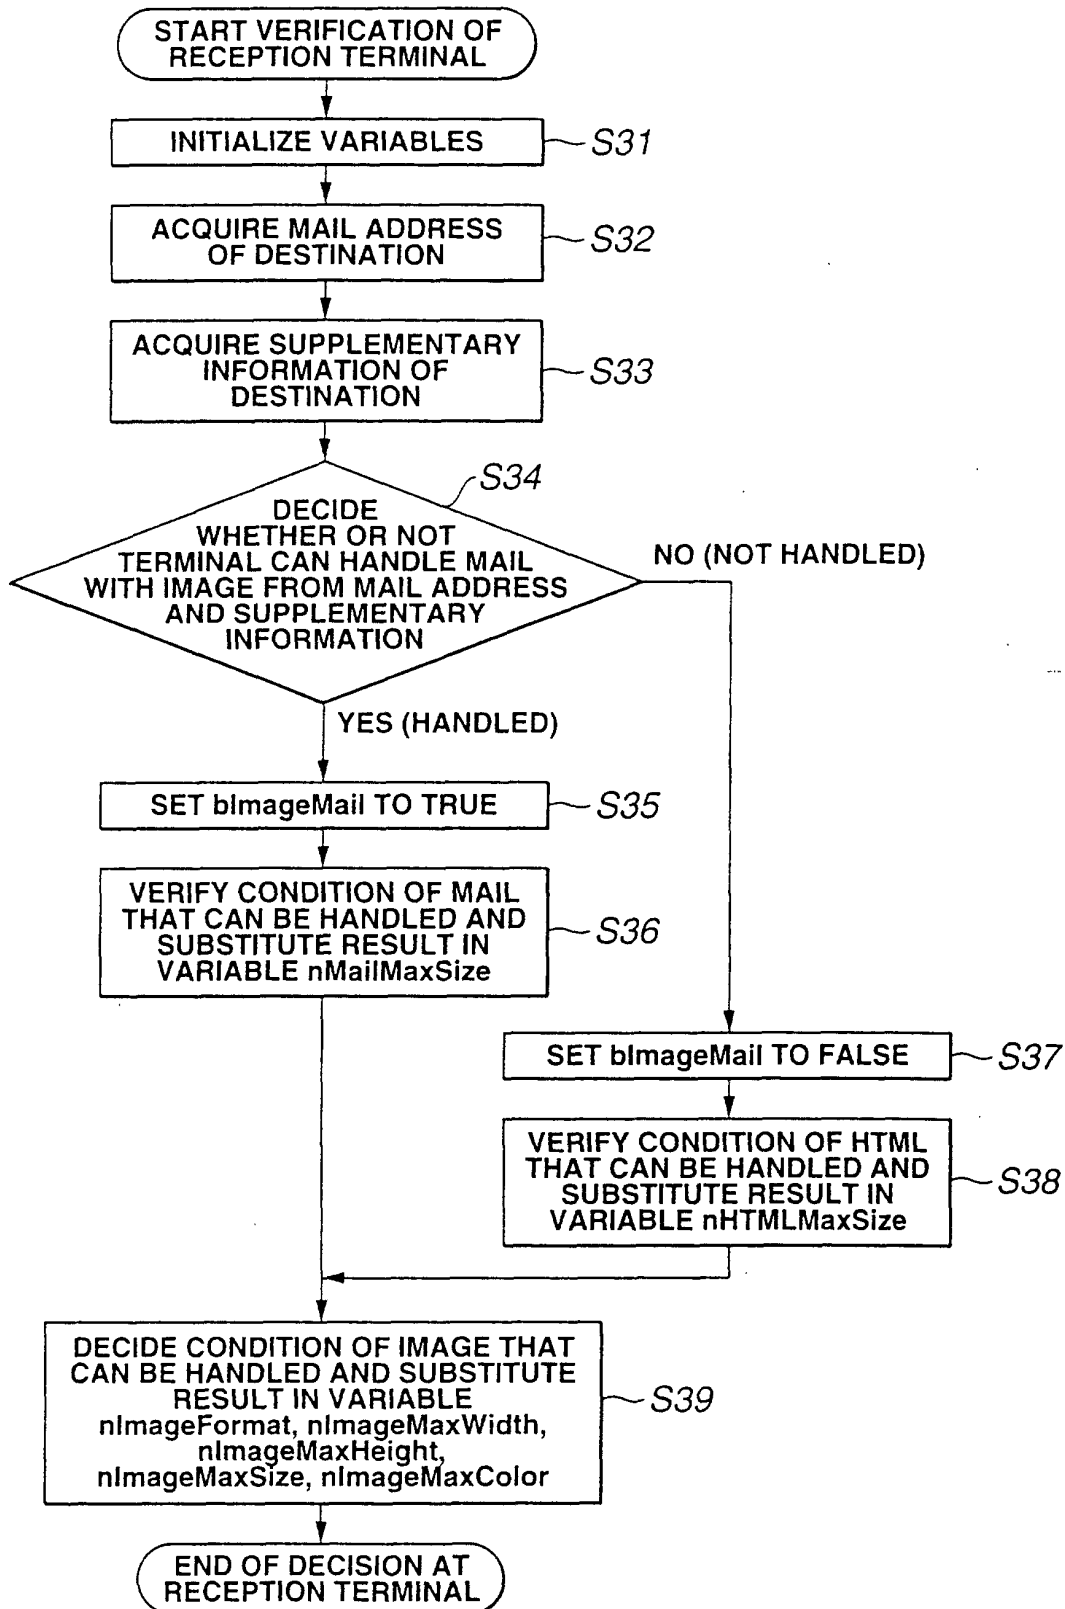 START VERIFICATION OF
RECEPTION TERMINAL
INITIALIZE VARIABLES
S31
ACQUIRE MAIL ADDRESS
OF DESTINATION
S32
ACQUIRE SUPPLEMENTARY
INFORMATION OF
DESTINATION
S33
S34
DECIDE
WHETHER OR NOT
TERMINAL CAN HANDLE MAIL
WITH IMAGE FROM MAIL ADDRESS
AND SUPPLEMENTARY
INFORMATION
NO (NOT HANDLED)
YES (HANDLED)
SET bImageMail TO TRUE
S35
VERIFY CONDITION OF MAIL
THAT CAN BE HANDLED AND
SUBSTITUTE RESULT IN
VARIABLE nMailMaxSize
S36
SET bImageMail TO FALSE
S37
VERIFY CONDITION OF HTML
THAT CAN BE HANDLED AND
SUBSTITUTE RESULT IN
VARIABLE nHTMLMaxSize
S38
DECIDE CONDITION OF IMAGE THAT
CAN BE HANDLED AND SUBSTITUTE
RESULT IN VARIABLE
nImageFormat, nImageMaxWidth,
nImageMaxHeight,
nImageMaxSize, nImageMaxColor
S39
END OF DECISION AT
RECEPTION TERMINAL